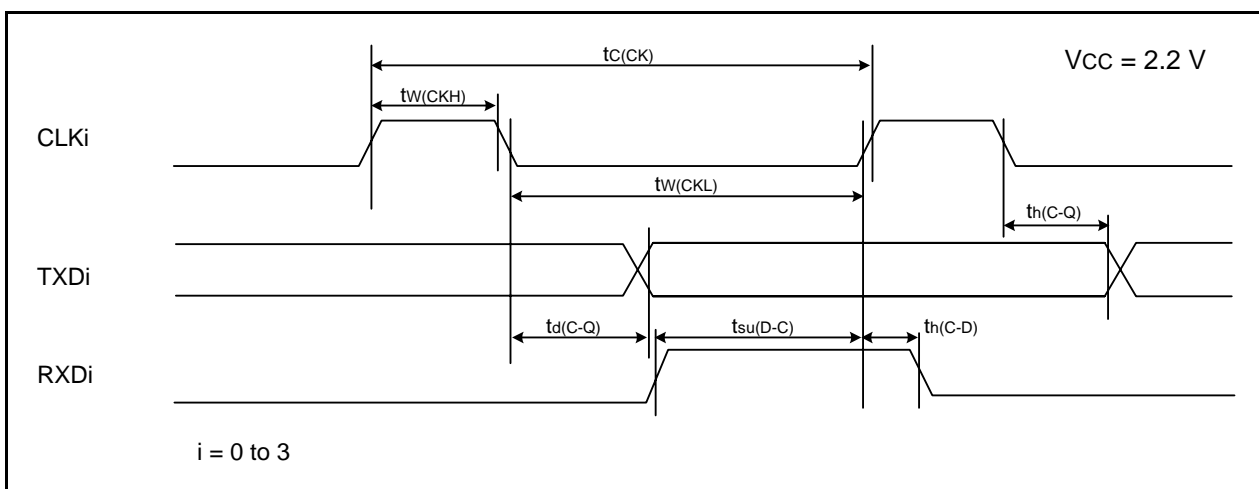 tC(CK)
VCC = 2.2 V
tW(CKH)
CLKi
tW(CKL)
th(C-Q)
TXDi
td(C-Q)
tsu(D-C)
th(C-D)
RXDi
i = 0 to 3